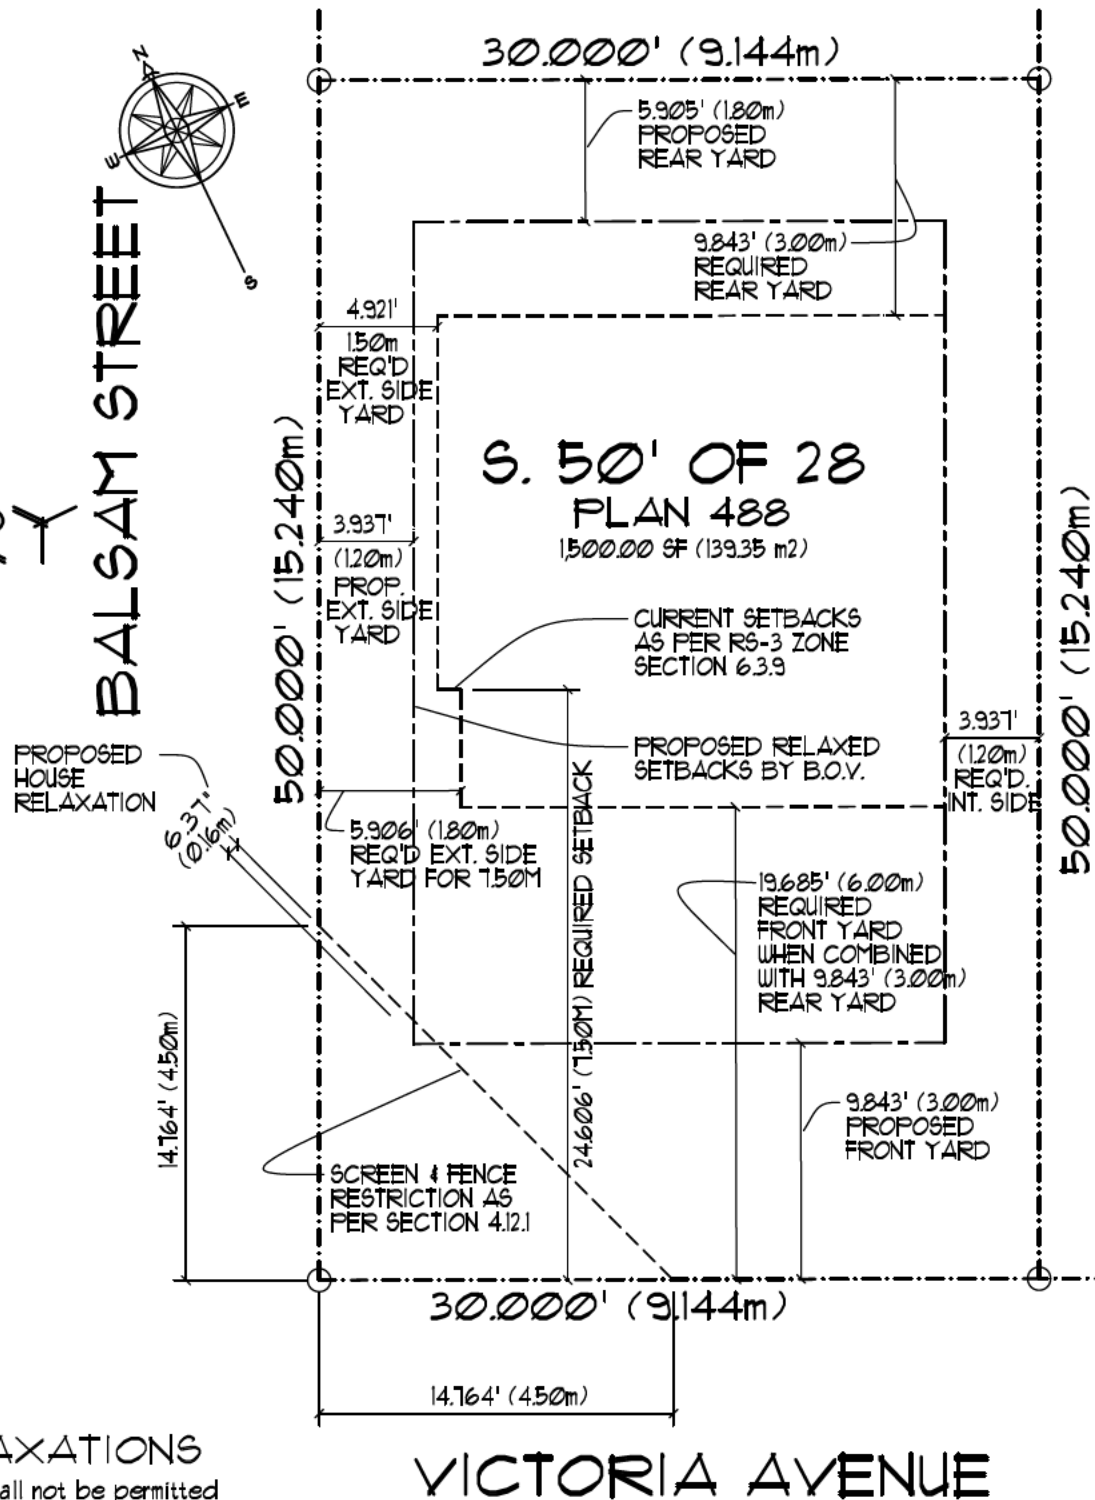 30.000' (9.144m)
N
E
W
S
5.905' (1.80m)
PROPOSED
REAR YARD
9.843' (3.00m)
REQUIRED
REAR YARD
BALSAM STREET
4.921'
1.50m
REQ'D
EXT. SIDE
YARD
S. 50' OF 28
PLAN 488
1,500.00 SF (139.35 m2)
50.000' (15.240m)
3.937'
(1.20m)
PROP.
EXT. SIDE
YARD
CURRENT SETBACKS
AS PER RS-3 ZONE
SECTION 6.3.9
50.000' (15.240m)
3.937'
(1.20m)
REQ'D.
INT. SIDE
PROPOSED RELAXED
SETBACKS BY B.O.V.
PROPOSED
HOUSE
RELAXATION
6.37"
(0.16m)
5.906' (1.80m)
REQ'D EXT. SIDE
YARD FOR 7.50M
24.606' (7.50M) REQUIRED SETBACK
19.685' (6.00m)
REQUIRED
FRONT YARD
WHEN COMBINED
WITH 9.843' (3.00m)
REAR YARD
14.764' (4.50m)
9.843' (3.00m)
PROPOSED
FRONT YARD
SCREEN & FENCE
RESTRICTION AS
PER SECTION 4.12.1
30.000' (9.144m)
14.764' (4.50m)
AXATIONS
all not be permitted
VICTORIA AVENUE